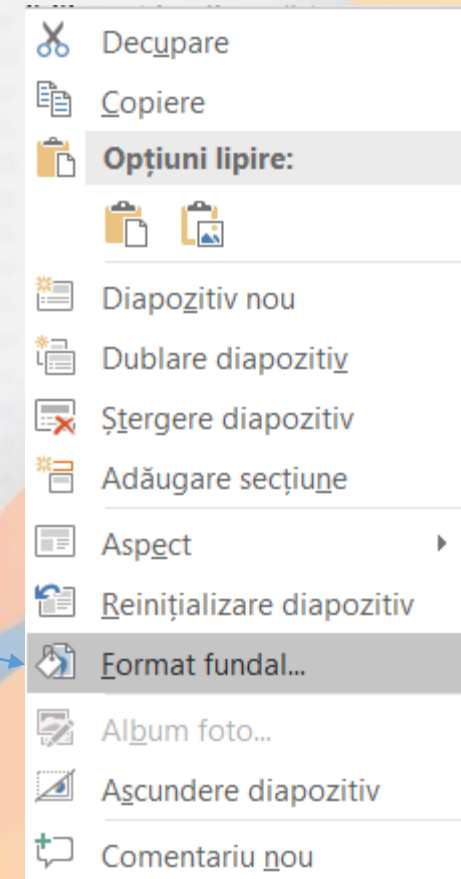 Decupare
Copiere
Opțiuni lipire:
Diapozitiv nou
Dublare diapozitiv
Ștergere diapozitiv
Adăugare secțiune
Aspect
Reinițializare diapozitiv
Format fundal...
Album foto...
Ascundere diapozitiv
Comentariu nou